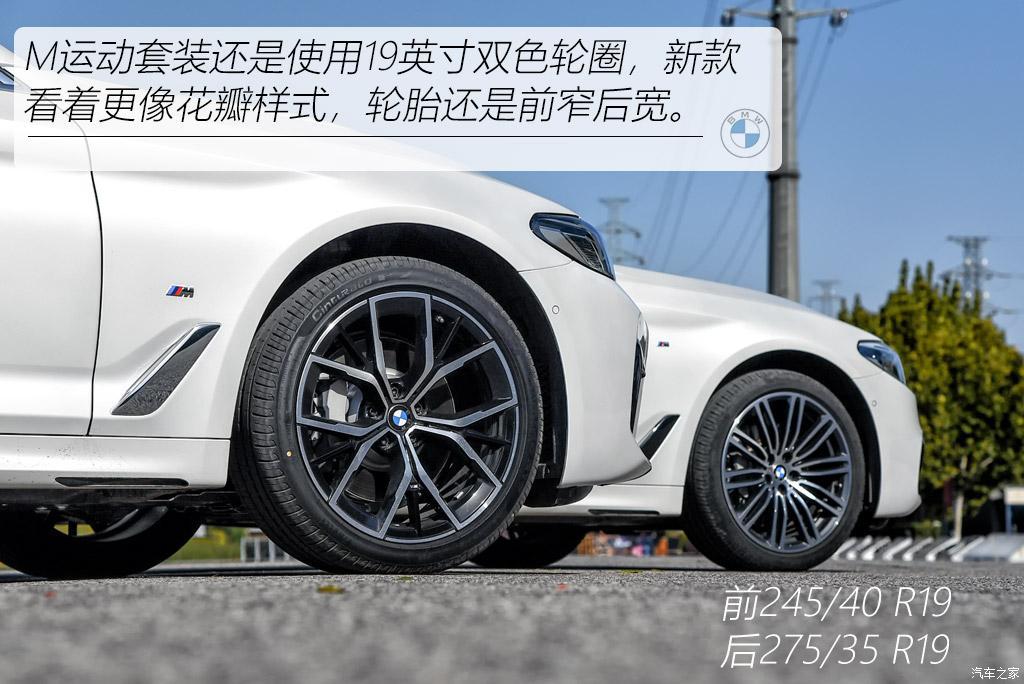 M运动套装还是使用19英寸双色轮圈，新款
看着更像花瓣样式，轮胎还是前窄后宽。
BMW
M
Cinturato
前245/40 R19
后275/35 R19
汽车之家